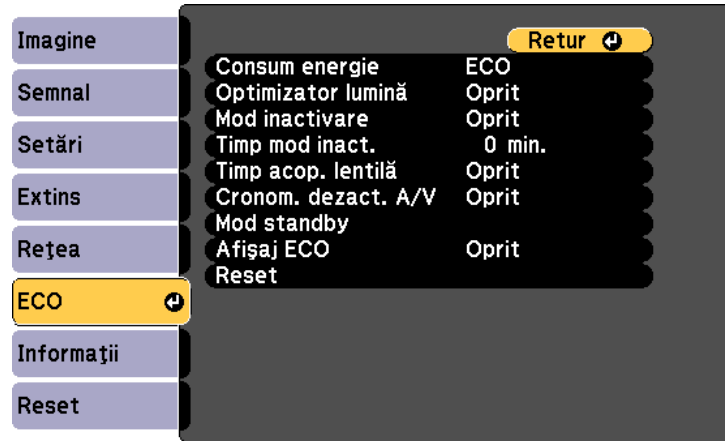 Imagine
Semnal
Setări
Extins
Reţea
ECO
Informaţii
Reset
Retur
Consum energie ECO
Optimizator lumină Oprit
Mod inactivare Oprit
Timp mod inact. 0 min.
Timp acop. lentilă Oprit
Cronom. dezact. A/V Oprit
Mod standby
Afişaj ECO Oprit
Reset